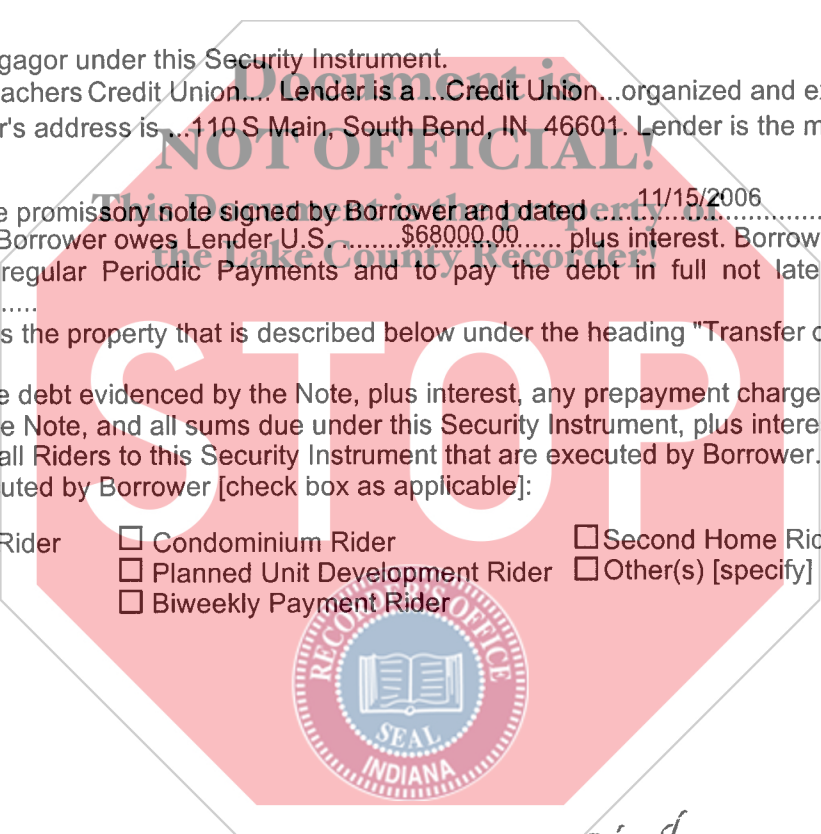 gagor under this Security Instrument.
Document is
achers Credit Union.... Lender is a ...Credit Union...organized and e
r's address is ...110 S Main, South Bend, IN 46601. Lender is the m
NOT OFFICIAL!
This Document is the property of
e promissory note signed by Borrower and dated ......11/15/2006..............
Borrower owes Lender U.S. ........$68000.00...... plus interest. Borrow
the Lake County Recorder!
regular Periodic Payments and to pay the debt in full not late
.....
s the property that is described below under the heading "Transfer o
STOP
e debt evidenced by the Note, plus interest, any prepayment charge
e Note, and all sums due under this Security Instrument, plus intere
all Riders to this Security Instrument that are executed by Borrower.
uted by Borrower [check box as applicable]:
Rider ☐ Condominium Rider ☐ Second Home Rid
☐ Planned Unit Development Rider ☐ Other(s) [specify]
☐ Biweekly Payment Rider
RECORDER'S OFFICE
SEAL
INDIANA